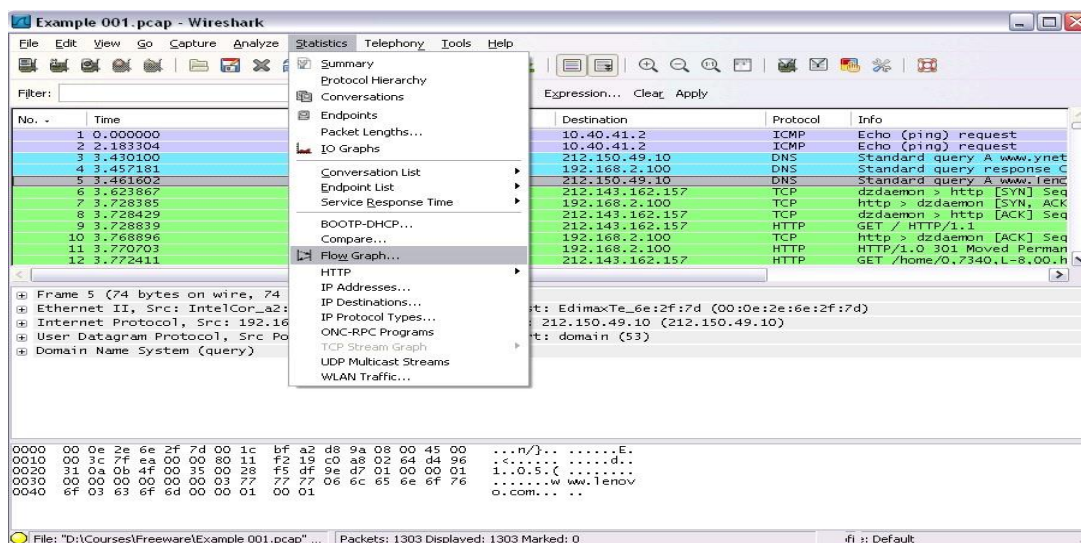 Example 001.pcap - Wireshark
File Edit View Go Capture Analyze Statistics Telephony Tools Help
Filter: Expression... Clear Apply
Summary
Protocol Hierarchy
Conversations
Endpoints
Packet Lengths...
IO Graphs
Conversation List
Endpoint List
Service Response Time
BOOTP-DHCP...
Compare...
Flow Graph...
HTTP
IP Addresses...
IP Destinations...
IP Protocol Types...
ONC-RPC Programs
TCP Stream Graph
UDP Multicast Streams
WLAN Traffic...
No. - Time Destination Protocol Info
1 0.000000 10.40.41.2 ICMP Echo (ping) request
2 2.183304 10.40.41.2 ICMP Echo (ping) request
3 3.430100 212.150.49.10 DNS Standard query A www.ynet
4 3.457181 192.168.2.100 DNS Standard query response C
5 3.461602 212.150.49.10 DNS Standard query A www.leno
6 3.623867 212.143.162.157 TCP dzdaemon > http [SYN] Seq
7 3.728385 192.168.2.100 TCP http > dzdaemon [SYN, ACK
8 3.728429 212.143.162.157 TCP dzdaemon > http [ACK] Seq
9 3.728839 212.143.162.157 HTTP GET / HTTP/1.1
10 3.768896 192.168.2.100 TCP http > dzdaemon [ACK] Seq
11 3.770703 192.168.2.100 HTTP HTTP/1.0 301 Moved Perman
12 3.772411 212.143.162.157 HTTP GET /home/0,7340,L-8,00.h
Frame 5 (74 bytes on wire, 74
Ethernet II, Src: IntelCor_a2: t: EdimaxTe_6e:2f:7d (00:0e:2e:6e:2f:7d)
Internet Protocol, Src: 192.16 212.150.49.10 (212.150.49.10)
User Datagram Protocol, Src Po t: domain (53)
Domain Name System (query)
0000 00 0e 2e 6e 2f 7d 00 1c bf a2 d8 9a 08 00 45 00 ...n/}.. ......E.
0010 00 3c 7f ea 00 00 80 11 f2 19 c0 a8 02 64 d4 96 .<...... .....d..
0020 31 0a 0b 4f 00 35 00 28 f5 df 9e d7 01 00 00 01 1..O.5.( ........
0030 00 00 00 00 00 00 03 77 77 77 06 6c 65 6e 6f 76 .......w ww.lenov
0040 6f 03 63 6f 6d 00 00 01 00 01 o.com... ..
File: "D:\Courses\Freeware\Example 001.pcap" ... Packets: 1303 Displayed: 1303 Marked: 0 : Default